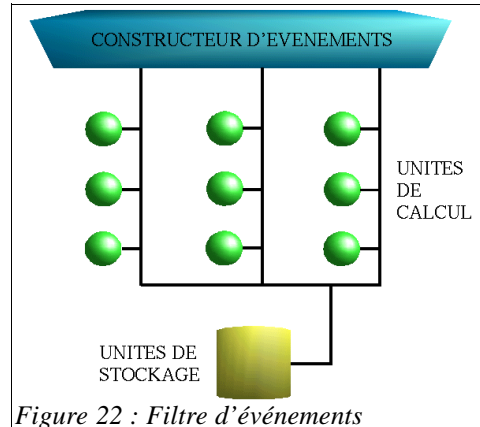 CONSTRUCTEUR D'EVENEMENTS
UNITES
DE
CALCUL
UNITES DE
STOCKAGE
Figure 22 : Filtre d'événements